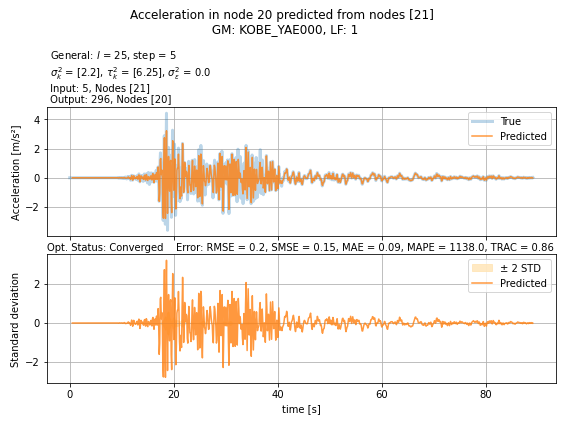 Acceleration in node 20 predicted from nodes [21]
GM: KOBE_YAE000, LF: 1
General: l = 25, step = 5
σ²ₖ = [2.2], τ²ₖ = [6.25], σ²ε = 0.0
Input: 5, Nodes [21]
Output: 296, Nodes [20]
Acceleration [m/s²]
4
2
0
−2
True
Predicted
Opt. Status: Converged Error: RMSE = 0.2, SMSE = 0.15, MAE = 0.09, MAPE = 1138.0, TRAC = 0.86
Standard deviation
2
0
−2
± 2 STD
Predicted
0 20 40 60 80
time [s]